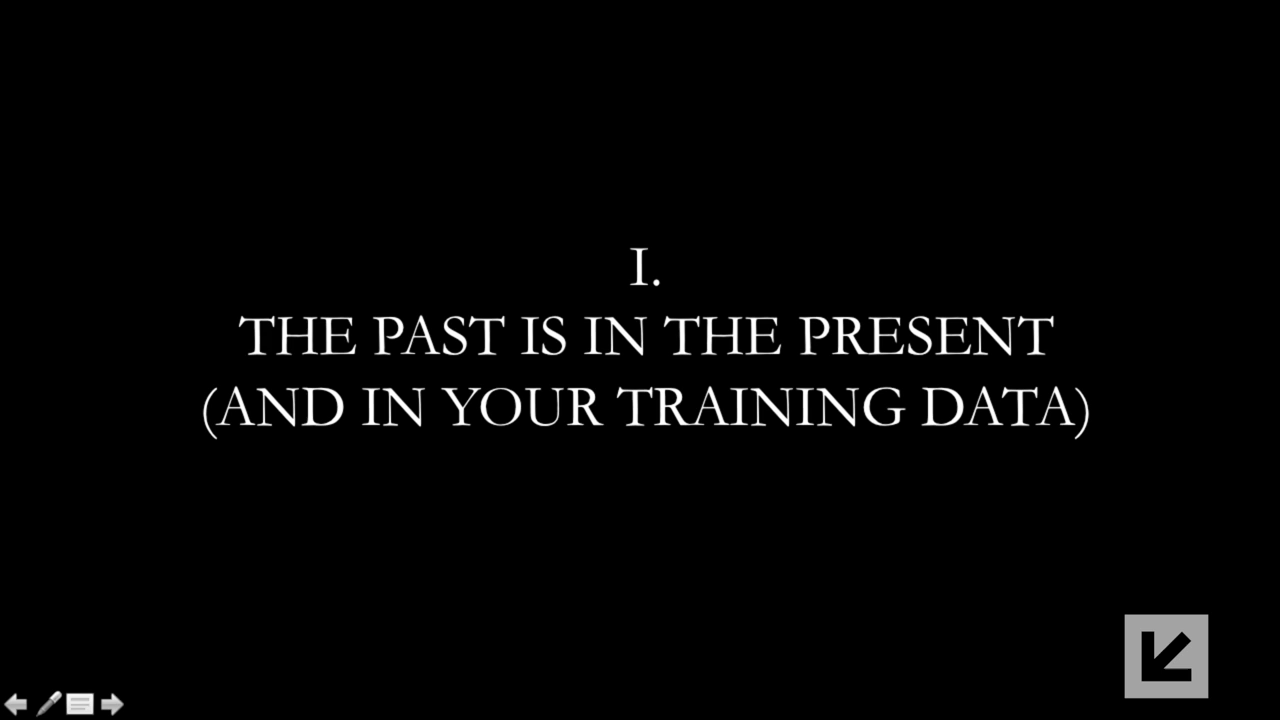 I.
THE PAST IS IN THE PRESENT
(AND IN YOUR TRAINING DATA)